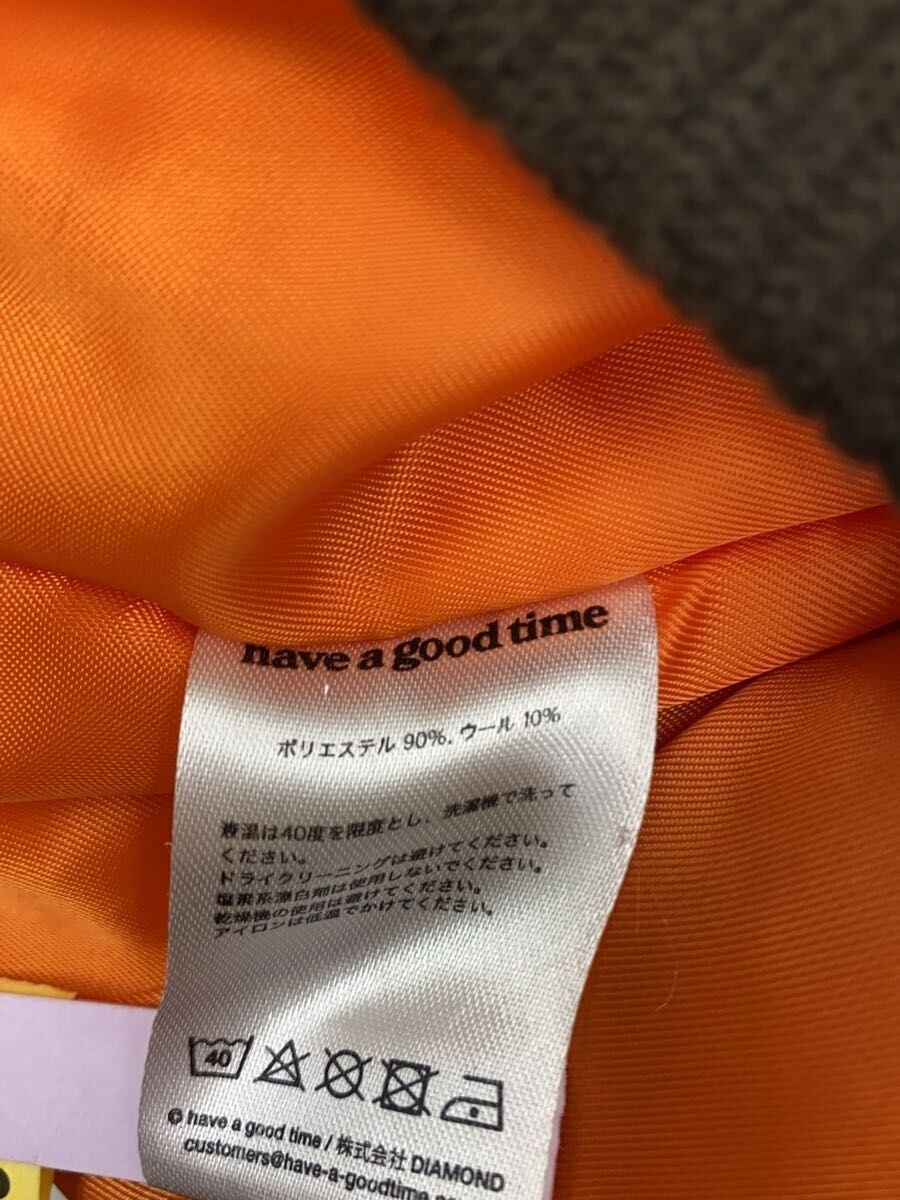 have a good time
ポリエステル 90%, ウール 10%
液温は40度を限度とし、洗濯機で洗って
ください。
ドライクリーニングは避けてください。
塩素系漂白剤は使用しないでください。
乾燥機の使用は避けてください。
アイロンは低温でかけてください。
40
© have a good time / 株式会社 DIAMOND